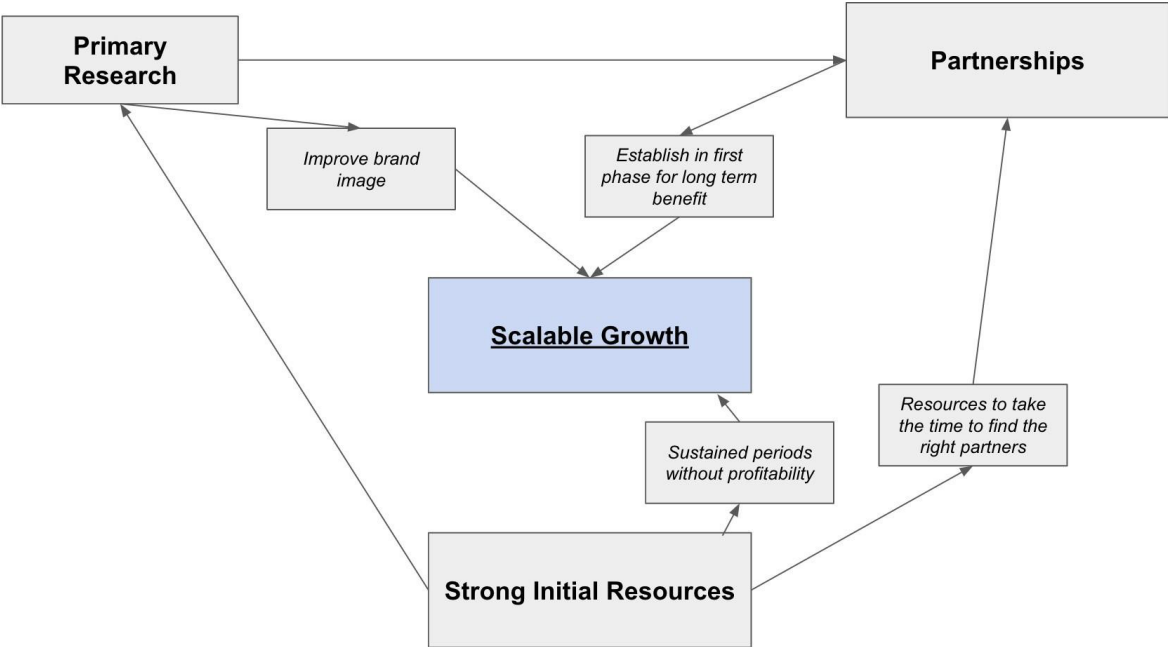 Primary
Research
Partnerships
Improve brand
image
Establish in first
phase for long term
benefit
Scalable Growth
Resources to take
the time to find the
right partners
Sustained periods
without profitability
Strong Initial Resources